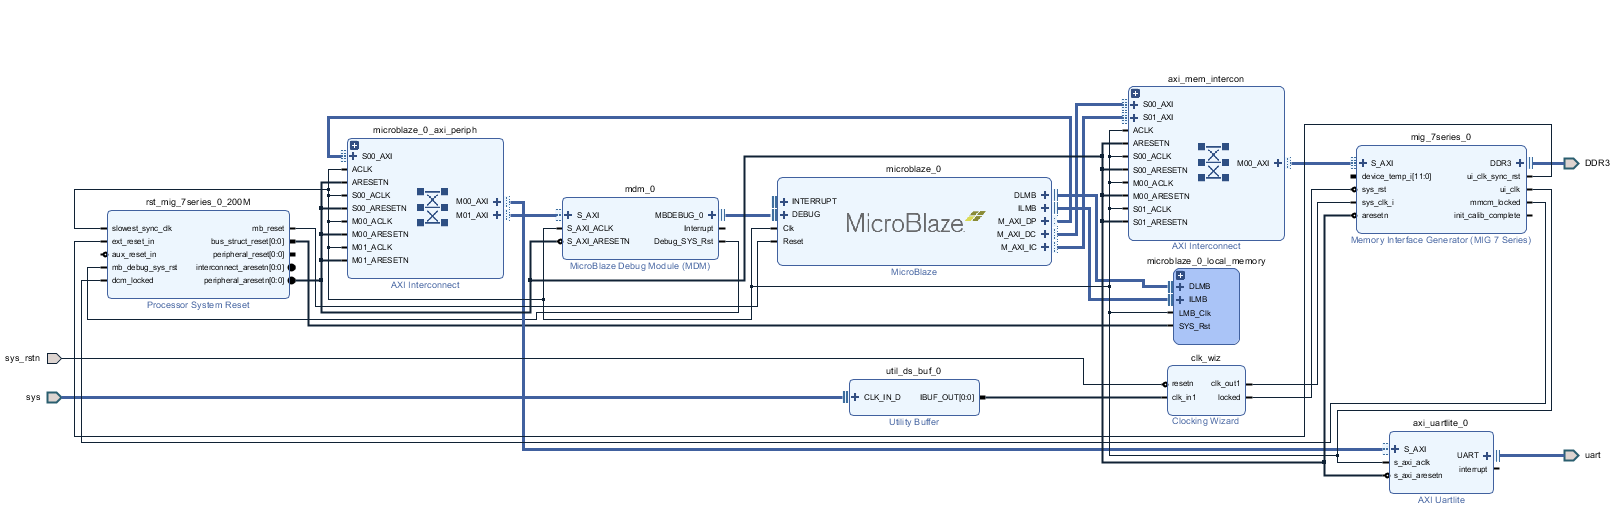 axi_mem_intercon
S00_AXI
S01_AXI
ACLK
ARESETN
S00_ACLK
S00_ARESETN
M00_ACLK
M00_ARESETN
S01_ACLK
S01_ARESETN
M00_AXI
AXI Interconnect
microblaze_0_axi_periph
S00_AXI
ACLK
ARESETN
S00_ACLK
S00_ARESETN
M00_ACLK
M00_ARESETN
M01_ACLK
M01_ARESETN
M00_AXI
M01_AXI
AXI Interconnect
mig_7series_0
S_AXI
device_temp_i[11:0]
sys_rst
sys_clk_i
aresetn
DDR3
ui_clk_sync_rst
ui_clk
mmcm_locked
init_calib_complete
Memory Interface Generator (MIG 7 Series)
DDR3
microblaze_0
INTERRUPT
DEBUG
Clk
Reset
MicroBlaze
DLMB
ILMB
M_AXI_DP
M_AXI_DC
M_AXI_IC
MicroBlaze
mdm_0
S_AXI
S_AXI_ACLK
S_AXI_ARESETN
MBDEBUG_0
Interrupt
Debug_SYS_Rst
MicroBlaze Debug Module (MDM)
rst_mig_7series_0_200M
slowest_sync_clk
ext_reset_in
aux_reset_in
mb_debug_sys_rst
dcm_locked
mb_reset
bus_struct_reset[0:0]
peripheral_reset[0:0]
interconnect_aresetn[0:0]
peripheral_aresetn[0:0]
Processor System Reset
microblaze_0_local_memory
DLMB
ILMB
LMB_Clk
SYS_Rst
sys_rstn
sys
util_ds_buf_0
CLK_IN_D
IBUF_OUT[0:0]
Utility Buffer
clk_wiz
resetn
clk_in1
clk_out1
locked
Clocking Wizard
axi_uartlite_0
S_AXI
s_axi_aclk
s_axi_aresetn
UART
interrupt
AXI Uartlite
uart